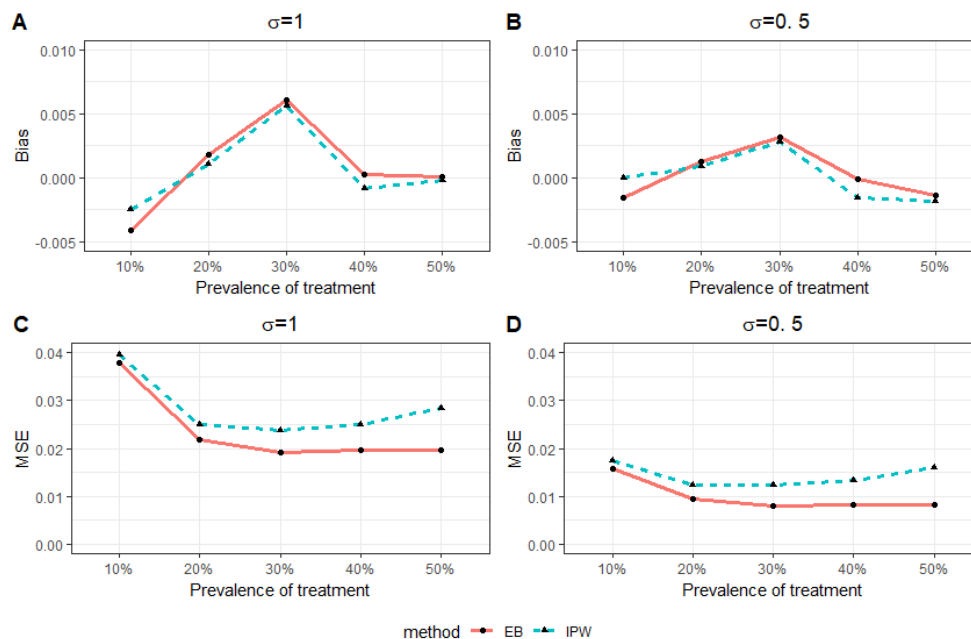 A σ=1
0.010
0.005
0.000
-0.005
Bias
10% 20% 30% 40% 50%
Prevalence of treatment
B σ=0. 5
0.010
0.005
0.000
-0.005
Bias
10% 20% 30% 40% 50%
Prevalence of treatment
C σ=1
0.04
0.03
0.02
0.01
0.00
MSE
10% 20% 30% 40% 50%
Prevalence of treatment
D σ=0. 5
0.04
0.03
0.02
0.01
0.00
MSE
10% 20% 30% 40% 50%
Prevalence of treatment
method EB IPW